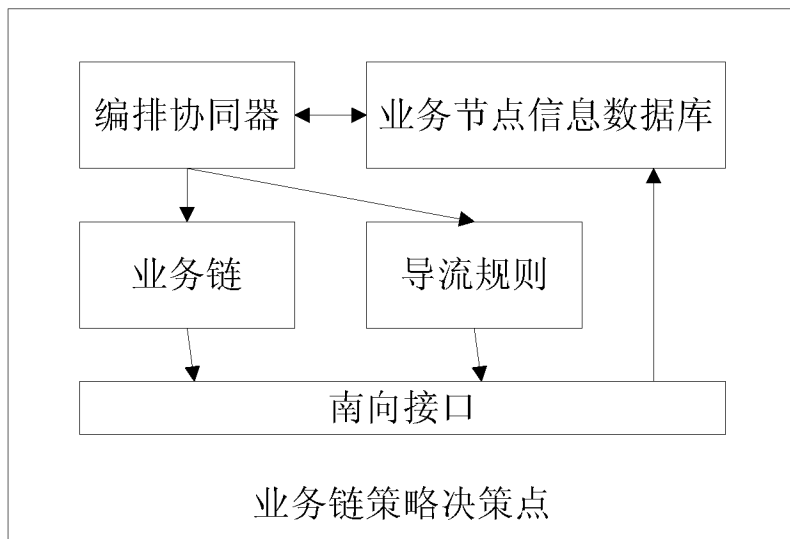 编排协同器
业务节点信息数据库
业务链
导流规则
南向接口
业务链策略决策点